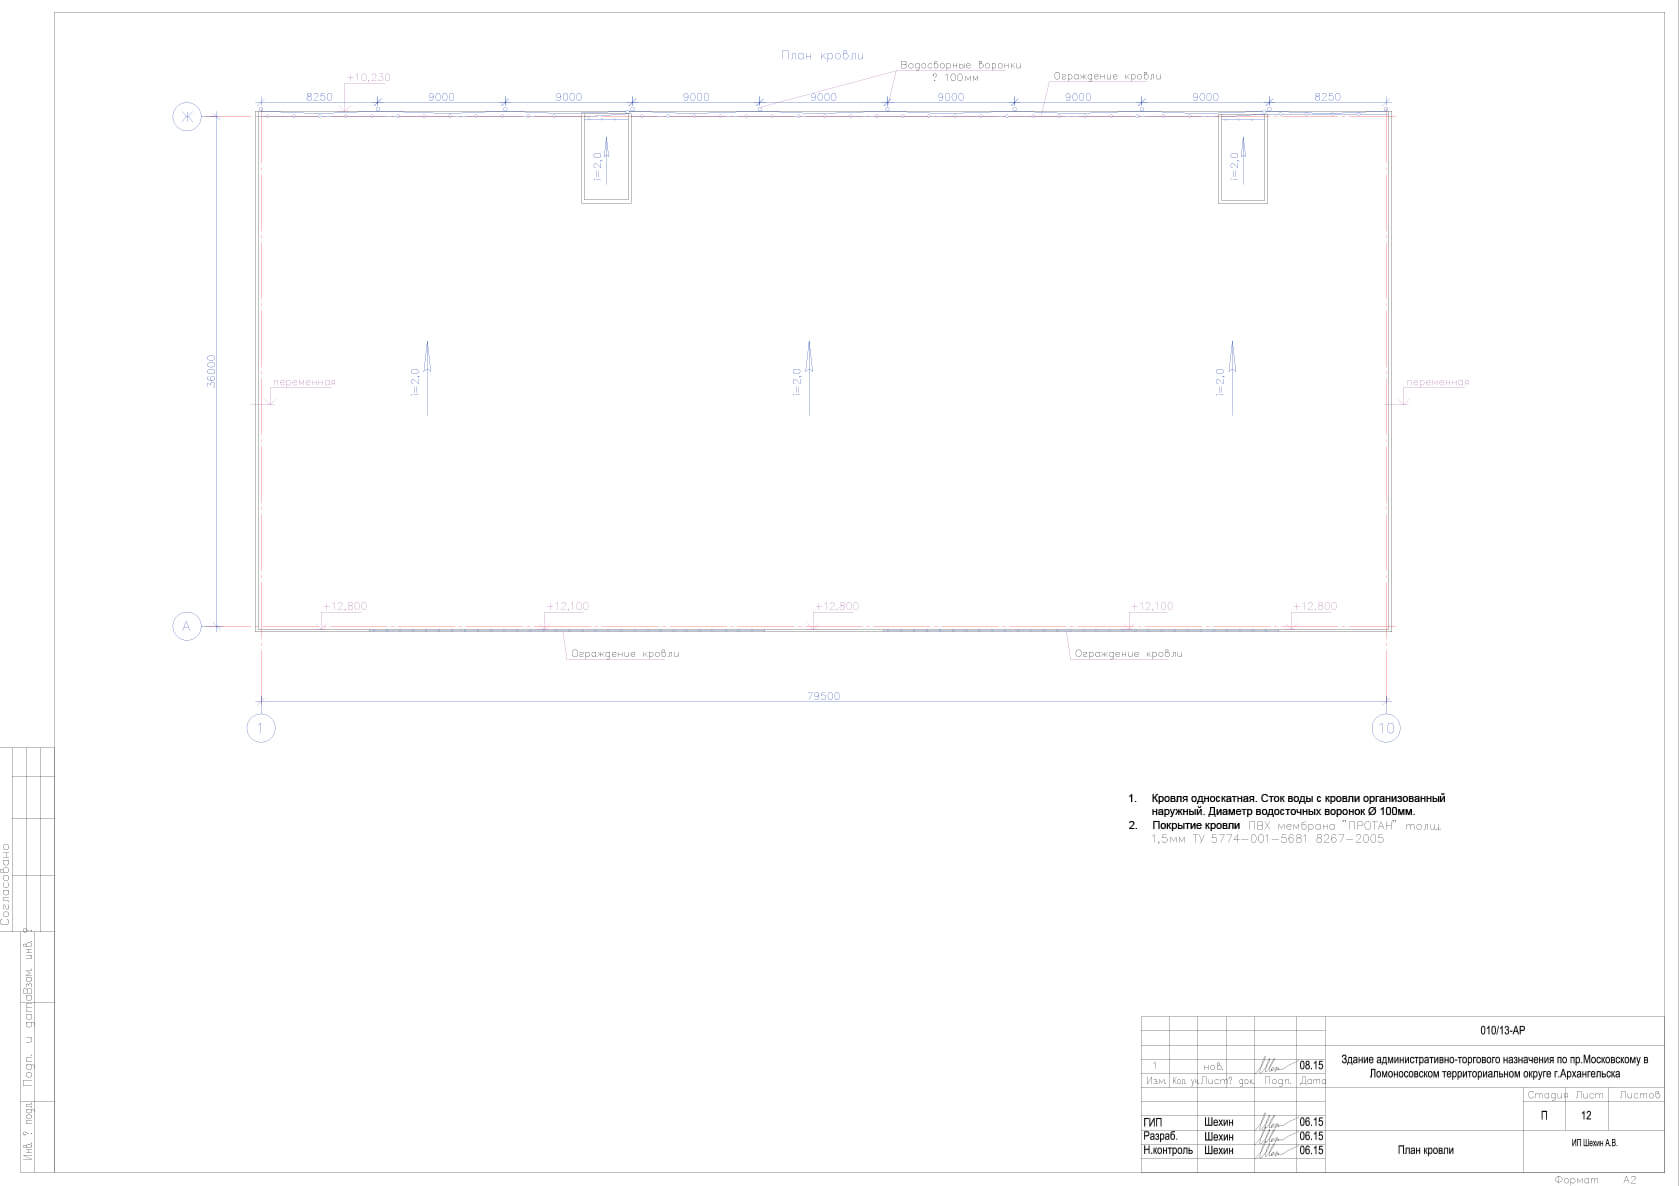 План кровли
Водосборные воронки
? 100мм
Ограждение кровли
+10,230
8250 9000 9000 9000 9000 9000 9000 9000 8250
Ж
i=2,0
i=2,0
36000
переменная
i=2,0
i=2,0
i=2,0
переменная
+12,800
+12,100
+12,800
+12,100
+12,800
А
Ограждение кровли
Ограждение кровли
79500
1
10
1. Кровля односкатная. Сток воды с кровли организованный
наружный. Диаметр водосточных воронок Ø 100мм.
2. Покрытие кровли ПВХ мембрана "ПРОТАН" толщ.
1,5мм ТУ 5774-001-5681 8267-2005
Согласовано
Взам. инв. ?
Подп. и дата
Инв. ? подл.
010/13-АР
Здание административно-торгового назначения по пр.Московскому в
Ломоносовском территориальном округе г.Архангельска
1 нов. 08.15
Изм. Кол. уч Лист ? док. Подп. Дата
Стадия Лист Листов
П 12
ГИП Шехин 06.15
Разраб. Шехин 06.15
Н.контроль Шехин 06.15
План кровли
ИП Шехин А.В.
Формат А2